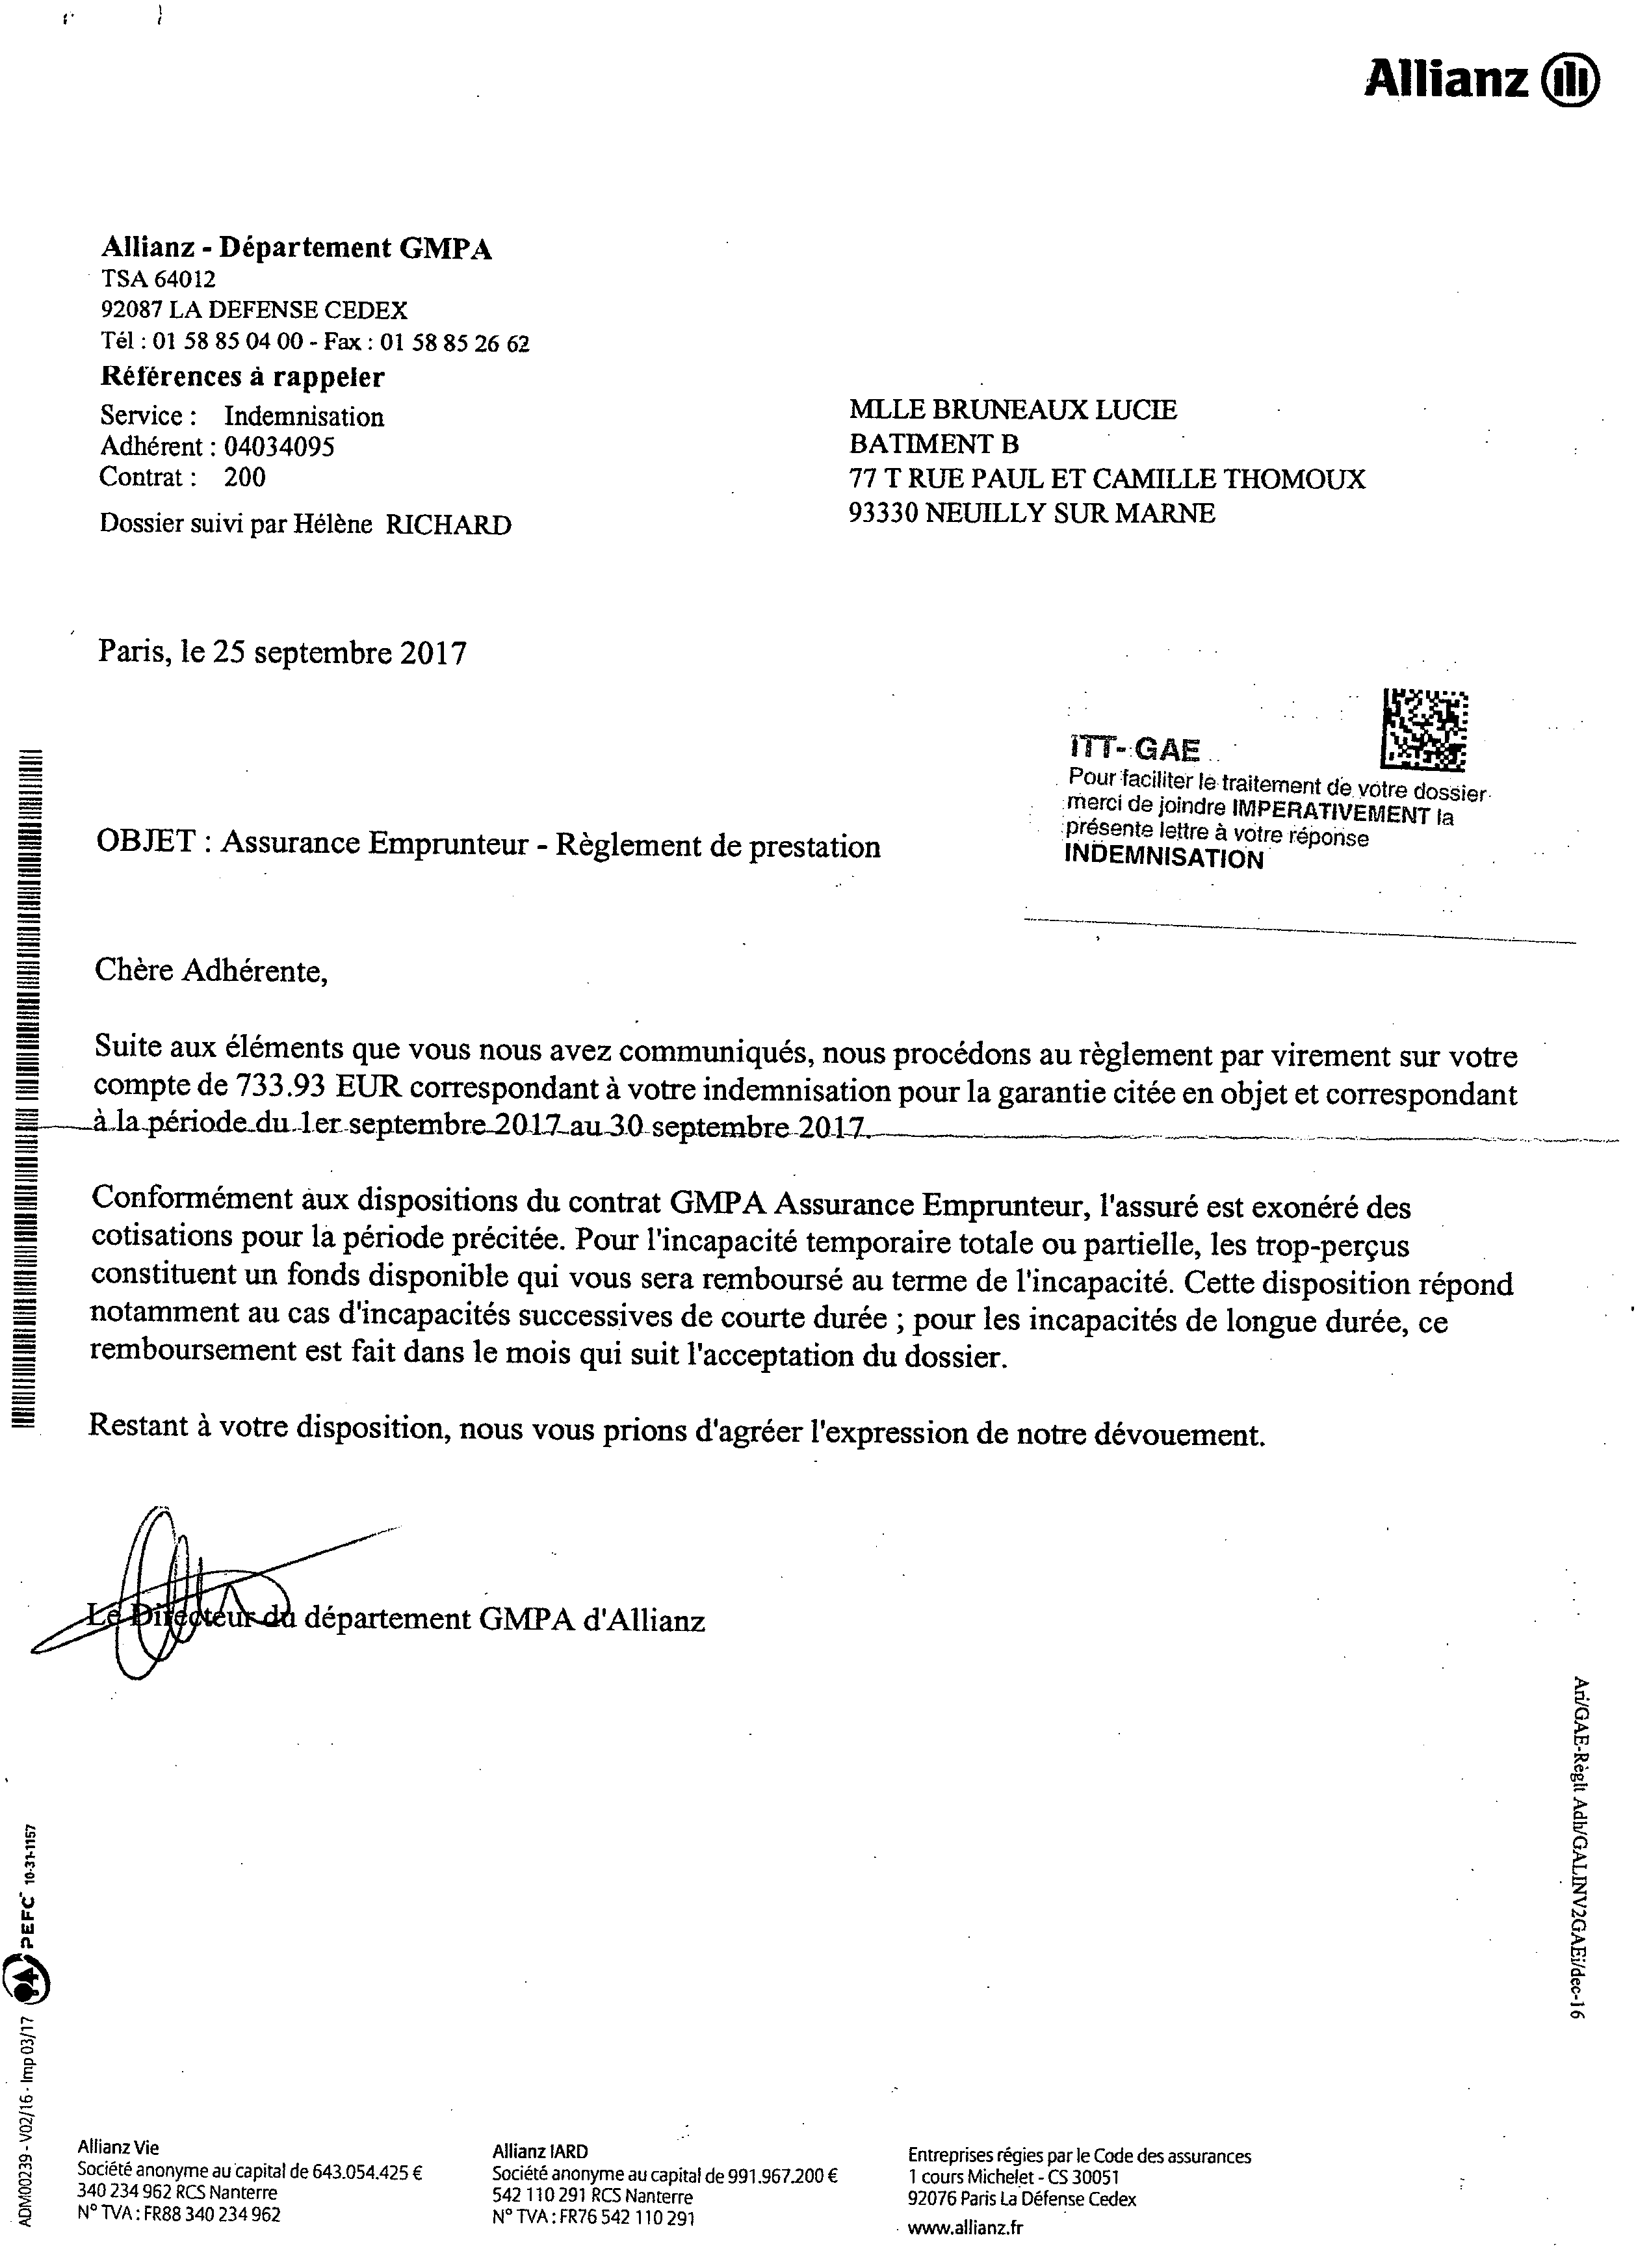 Allianz
Allianz - Département GMPA
TSA 64012
92087 LA DEFENSE CEDEX
Tél : 01 58 85 04 00 - Fax : 01 58 85 26 62
Références à rappeler
Service : Indemnisation
Adhérent : 04034095
Contrat : 200
Dossier suivi par Hélène RICHARD
MLLE BRUNEAUX LUCIE
BATIMENT B
77 T RUE PAUL ET CAMILLE THOMOUX
93330 NEUILLY SUR MARNE
Paris, le 25 septembre 2017
ITT- GAE
Pour faciliter le traitement de votre dossier
merci de joindre IMPERATIVEMENT la
présente lettre à votre réponse
INDEMNISATION
OBJET : Assurance Emprunteur - Règlement de prestation
Chère Adhérente,
Suite aux éléments que vous nous avez communiqués, nous procédons au règlement par virement sur votre
compte de 733.93 EUR correspondant à votre indemnisation pour la garantie citée en objet et correspondant
à la période du 1er septembre 2017 au 30 septembre 2017.
Conformément aux dispositions du contrat GMPA Assurance Emprunteur, l'assuré est exonéré des
cotisations pour la période précitée. Pour l'incapacité temporaire totale ou partielle, les trop-perçus
constituent un fonds disponible qui vous sera remboursé au terme de l'incapacité. Cette disposition répond
notamment au cas d'incapacités successives de courte durée ; pour les incapacités de longue durée, ce
remboursement est fait dans le mois qui suit l'acceptation du dossier.
Restant à votre disposition, nous vous prions d'agréer l'expression de notre dévouement.
Le Directeur du département GMPA d'Allianz
Ari/GAE-Règlt Adh/GALINV2GAEi/dec-16
ADM00239 - V02/16 - Imp 03/17
PEFC 10-31-1157
Allianz Vie
Société anonyme au capital de 643.054.425 €
340 234 962 RCS Nanterre
N° TVA : FR88 340 234 962
Allianz IARD
Société anonyme au capital de 991.967.200 €
542 110 291 RCS Nanterre
N° TVA : FR76 542 110 291
Entreprises régies par le Code des assurances
1 cours Michelet - CS 30051
92076 Paris La Défense Cedex
www.allianz.fr